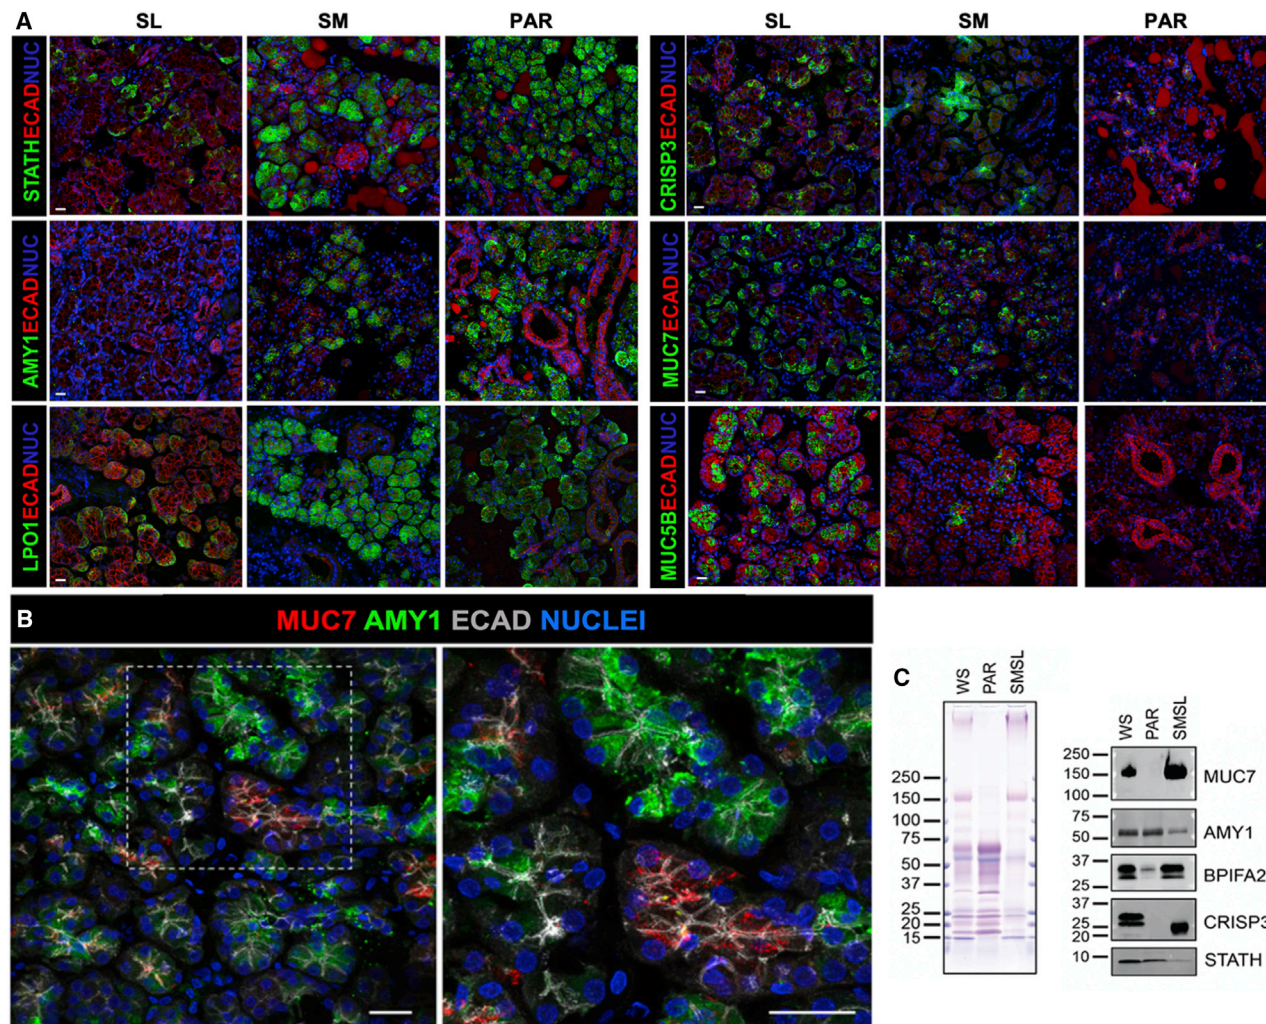 A
SL SM PAR SL SM PAR
STATHECADNUC
CRISP3ECADNUC
AMY1ECADNUC
MUC7ECADNUC
LPO1ECADNUC
MUC5BECADNUC
B
MUC7 AMY1 ECAD NUCLEI
C
WS PAR SMSL
250
150
100
75
50
37
25
20
15
WS PAR SMSL
250
150 MUC7
100
75
50 AMY1
37
25 BPIFA2
37
25 CRISP3
20
10 STATH